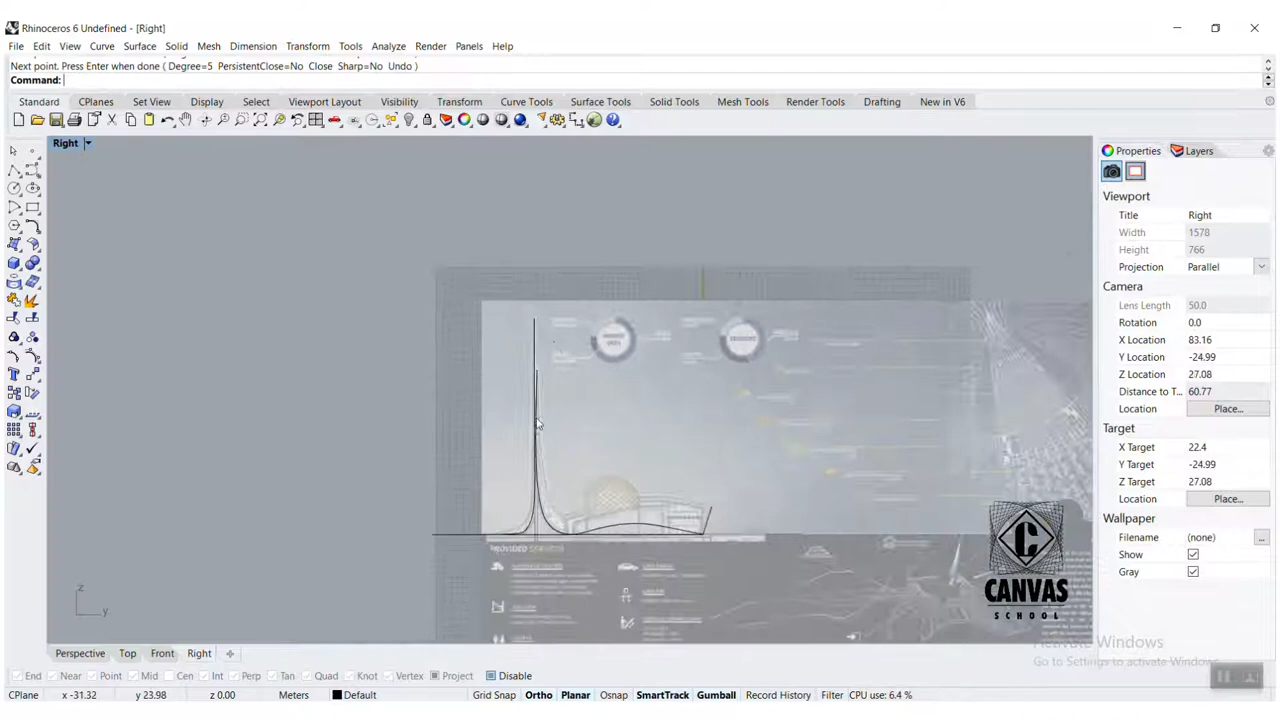 Rhinoceros 6 Undefined - [Right]
File Edit View Curve Surface Solid Mesh Dimension Transform Tools Analyze Render Panels Help
Next point. Press Enter when done ( Degree=5 PersistentClose=No Close Sharp=No Undo )
Command:
Standard CPlanes Set View Display Select Viewport Layout Visibility Transform Curve Tools Surface Tools Solid Tools Mesh Tools Render Tools Drafting New in V6
Right
Properties Layers
Viewport
Title Right
Width 1578
Height 766
Projection Parallel
Camera
Lens Length 50.0
Rotation 0.0
X Location 83.16
Y Location -24.99
Z Location 27.08
Distance to T... 60.77
Location Place...
Target
X Target 22.4
Y Target -24.99
Z Target 27.08
Location Place...
Wallpaper
Filename (none) ...
Show
Gray
PROVIDED SERVICES
CANVAS
SCHOOL
z
y
Activate Windows
Go to Settings to activate Windows.
Perspective Top Front Right
End Near Point Mid Cen Int Perp Tan Quad Knot Vertex Project Disable
CPlane x -31.32 y 23.98 z 0.00 Meters Default Grid Snap Ortho Planar Osnap SmartTrack Gumball Record History Filter CPU use: 6.4 %